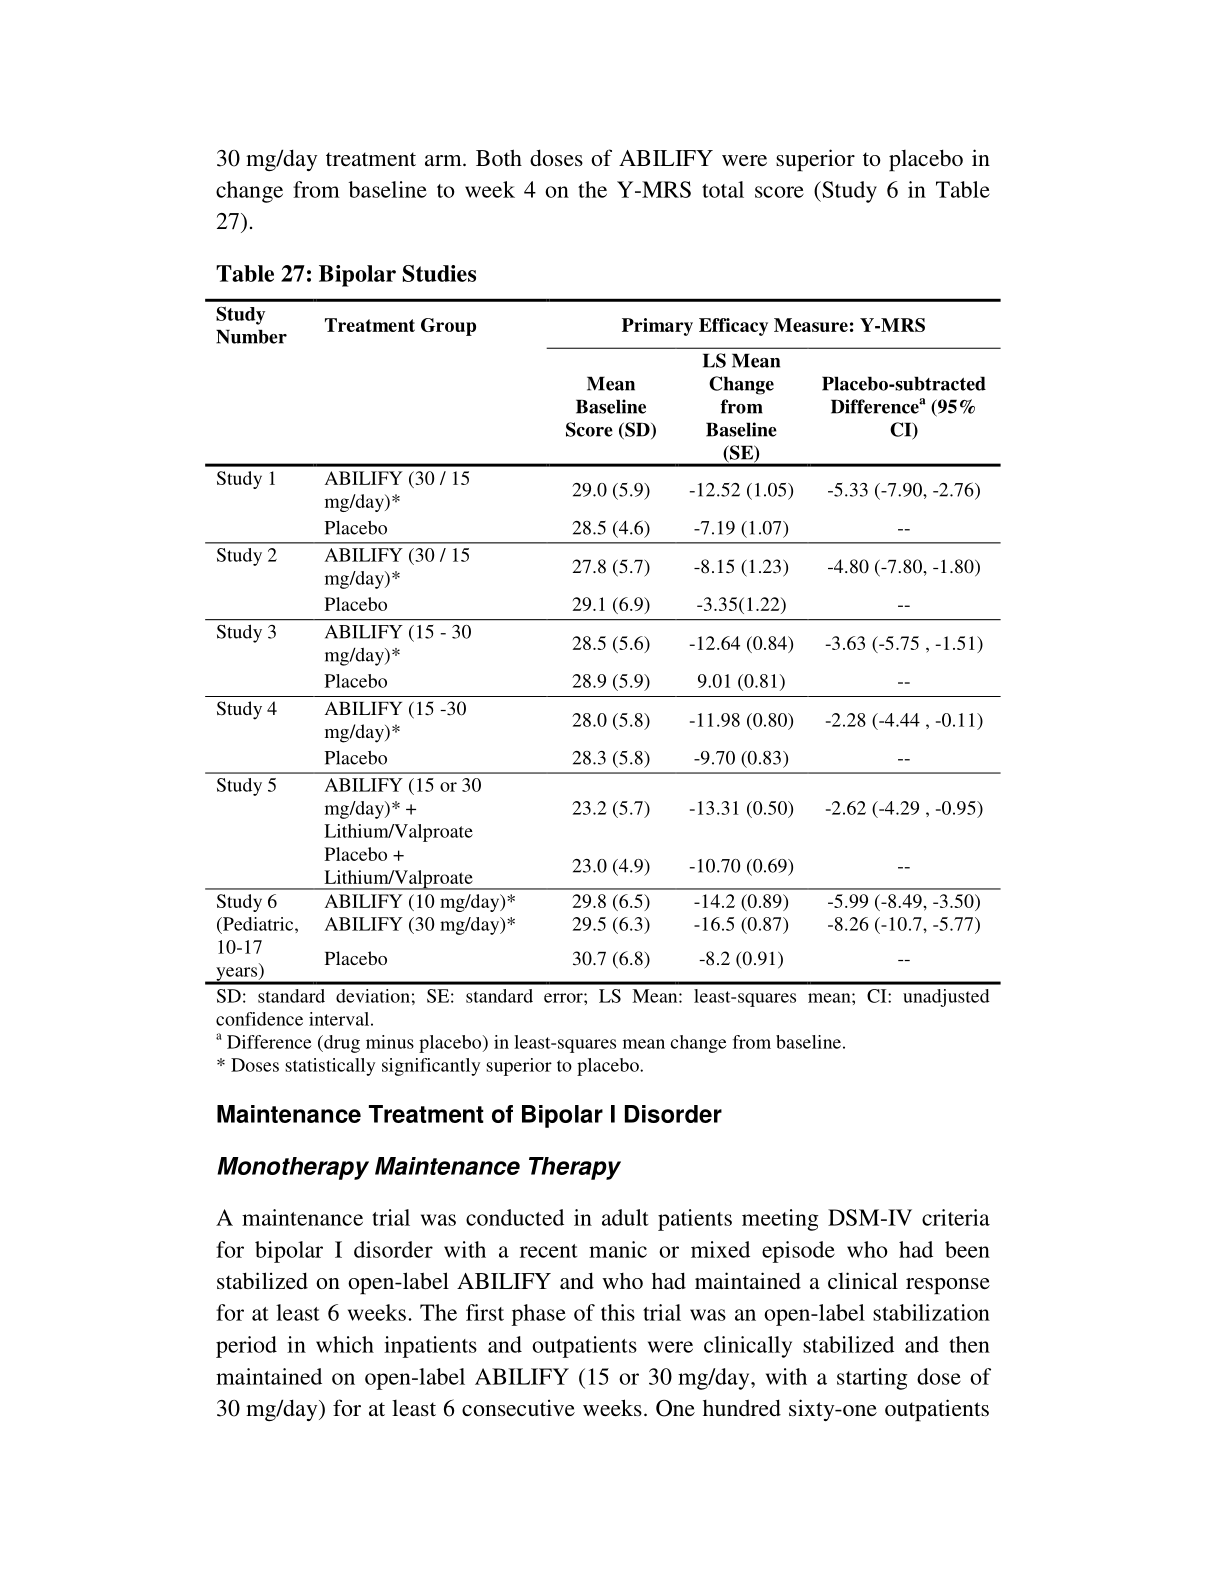 30 mg/day treatment arm. Both doses of ABILIFY were superior to placebo in
change from baseline to week 4 on the Y-MRS total score (Study 6 in Table
27).
Table 27: Bipolar Studies
Study
Number
Treatment Group
Primary Efficacy Measure: Y-MRS
Mean
Baseline
Score (SD)
LS Mean
Change
from
Baseline
(SE)
Placebo-subtracted
Differenceᵃ (95%
CI)
Study 1
ABILIFY (30 / 15
mg/day)*
29.0 (5.9) -12.52 (1.05) -5.33 (-7.90, -2.76)
Placebo 28.5 (4.6) -7.19 (1.07) --
Study 2
ABILIFY (30 / 15
mg/day)*
27.8 (5.7) -8.15 (1.23) -4.80 (-7.80, -1.80)
Placebo 29.1 (6.9) -3.35(1.22) --
Study 3
ABILIFY (15 - 30
mg/day)*
28.5 (5.6) -12.64 (0.84) -3.63 (-5.75 , -1.51)
Placebo 28.9 (5.9) 9.01 (0.81) --
Study 4
ABILIFY (15 -30
mg/day)*
28.0 (5.8) -11.98 (0.80) -2.28 (-4.44 , -0.11)
Placebo 28.3 (5.8) -9.70 (0.83) --
Study 5
ABILIFY (15 or 30
mg/day)* +
Lithium/Valproate
23.2 (5.7) -13.31 (0.50) -2.62 (-4.29 , -0.95)
Placebo +
Lithium/Valproate
23.0 (4.9) -10.70 (0.69) --
Study 6
(Pediatric,
10-17
years)
ABILIFY (10 mg/day)* 29.8 (6.5) -14.2 (0.89) -5.99 (-8.49, -3.50)
ABILIFY (30 mg/day)* 29.5 (6.3) -16.5 (0.87) -8.26 (-10.7, -5.77)
Placebo 30.7 (6.8) -8.2 (0.91) --
SD: standard deviation; SE: standard error; LS Mean: least-squares mean; CI: unadjusted
confidence interval.
ᵃ Difference (drug minus placebo) in least-squares mean change from baseline.
* Doses statistically significantly superior to placebo.
Maintenance Treatment of Bipolar I Disorder
Monotherapy Maintenance Therapy
A maintenance trial was conducted in adult patients meeting DSM-IV criteria
for bipolar I disorder with a recent manic or mixed episode who had been
stabilized on open-label ABILIFY and who had maintained a clinical response
for at least 6 weeks. The first phase of this trial was an open-label stabilization
period in which inpatients and outpatients were clinically stabilized and then
maintained on open-label ABILIFY (15 or 30 mg/day, with a starting dose of
30 mg/day) for at least 6 consecutive weeks. One hundred sixty-one outpatients